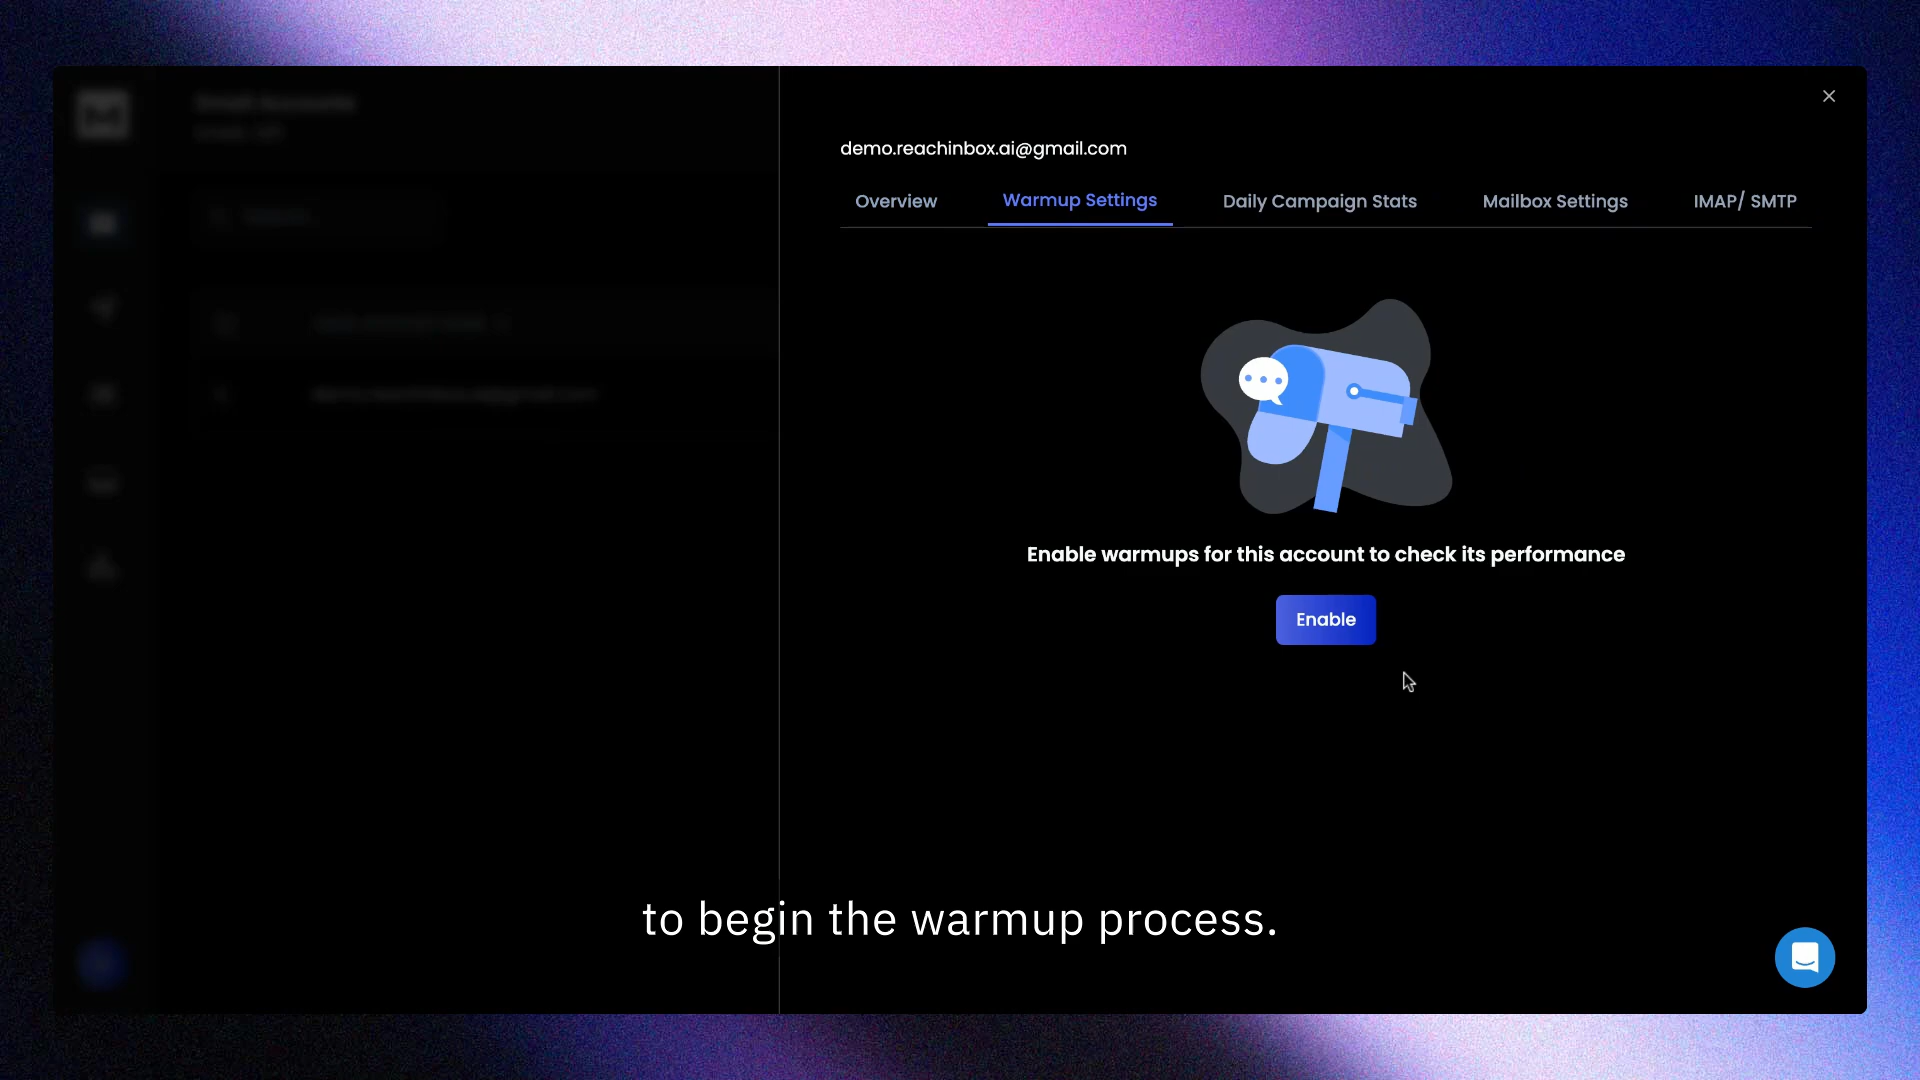 demo.reachinbox.ai@gmail.com
Overview
Warmup Settings
Daily Campaign Stats
Mailbox Settings
IMAP/ SMTP
Enable warmups for this account to check its performance
Enable
to begin the warmup process.